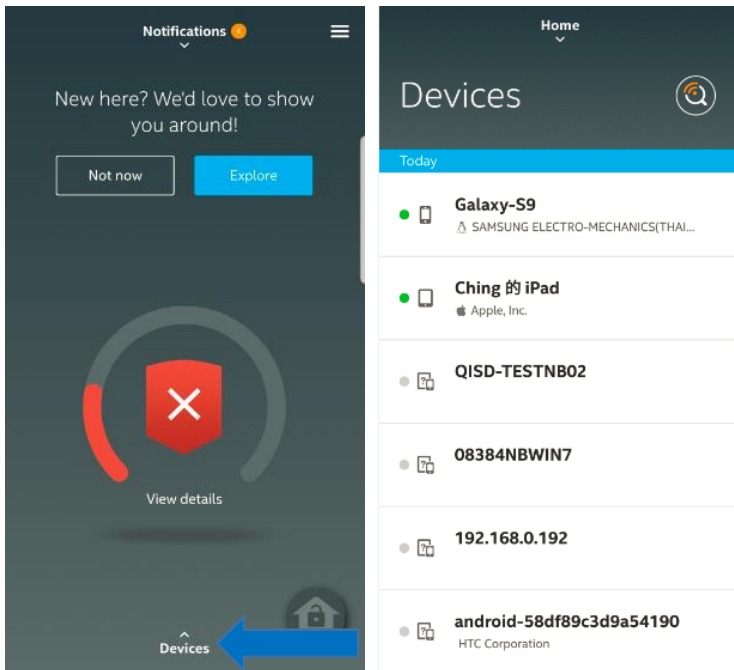 Notifications
New here? We'd love to show
you around!
Not now
Explore
View details
Devices
Home
Devices
Today
Galaxy-S9
SAMSUNG ELECTRO-MECHANICS(THAI...
Ching 的 iPad
Apple, Inc.
QISD-TESTNB02
08384NBWIN7
192.168.0.192
android-58df89c3d9a54190
HTC Corporation